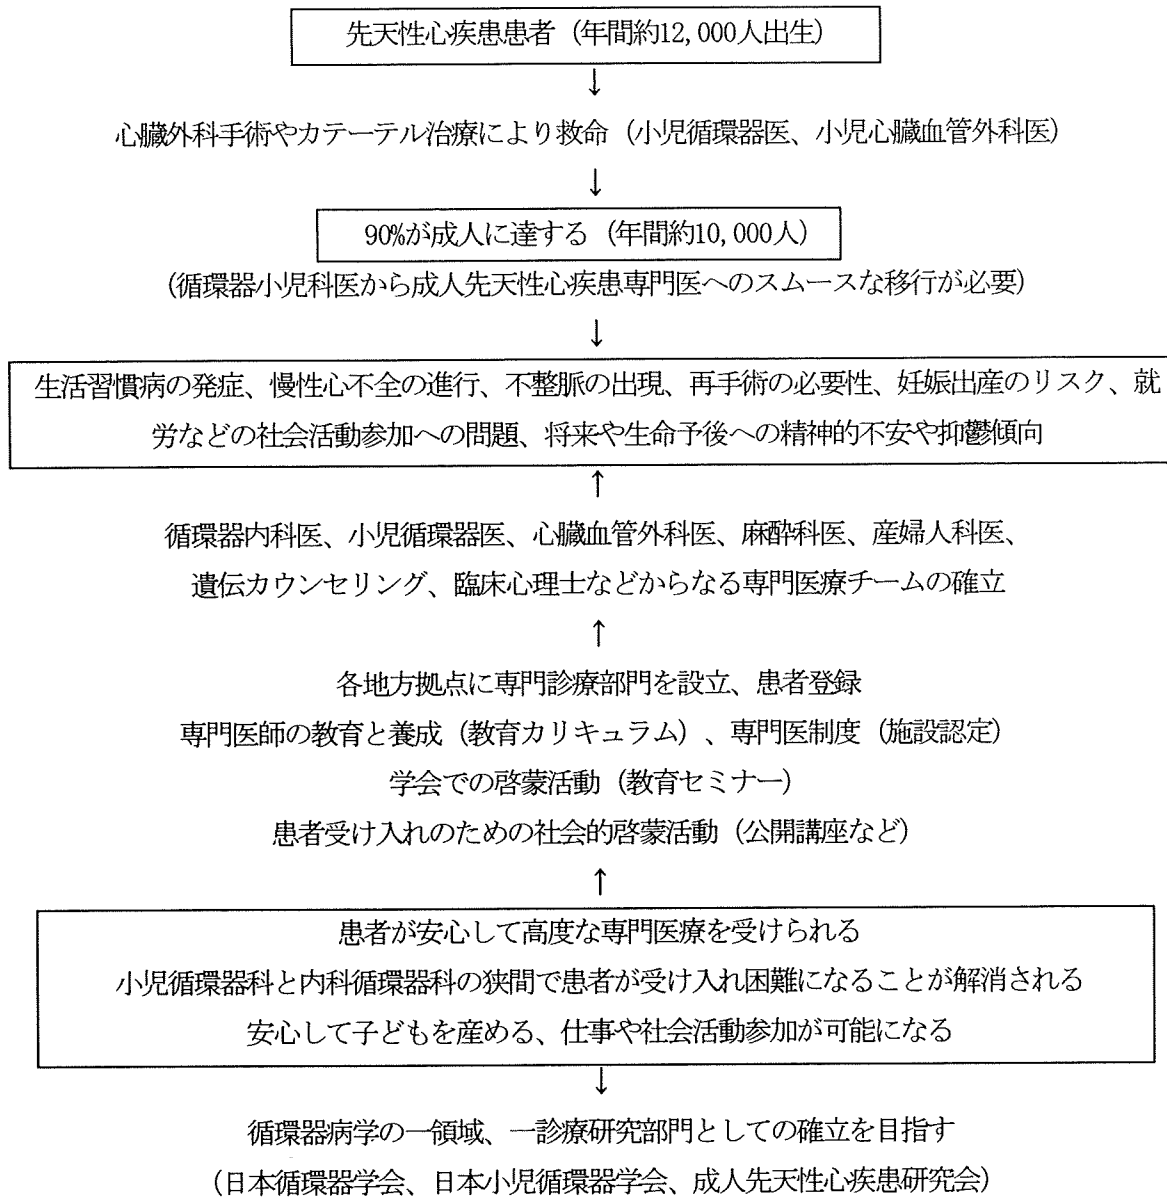 先天性心疾患患者（年間約12,000人出生）
↓
心臓外科手術やカテーテル治療により救命（小児循環器医、小児心臓血管外科医）
↓
90%が成人に達する（年間約10,000人）
（循環器小児科医から成人先天性心疾患専門医へのスムースな移行が必要）
↓
生活習慣病の発症、慢性心不全の進行、不整脈の出現、再手術の必要性、妊娠出産のリスク、就
労などの社会活動参加への問題、将来や生命予後への精神的不安や抑鬱傾向
↑
循環器内科医、小児循環器医、心臓血管外科医、麻酔科医、産婦人科医、
遺伝カウンセリング、臨床心理士などからなる専門医療チームの確立
↑
各地方拠点に専門診療部門を設立、患者登録
専門医師の教育と養成（教育カリキュラム）、専門医制度（施設認定）
学会での啓蒙活動（教育セミナー）
患者受け入れのための社会的啓蒙活動（公開講座など）
↑
患者が安心して高度な専門医療を受けられる
小児循環器科と内科循環器科の狭間で患者が受け入れ困難になることが解消される
安心して子どもを産める、仕事や社会活動参加が可能になる
↓
循環器病学の一領域、一診療研究部門としての確立を目指す
（日本循環器学会、日本小児循環器学会、成人先天性心疾患研究会）